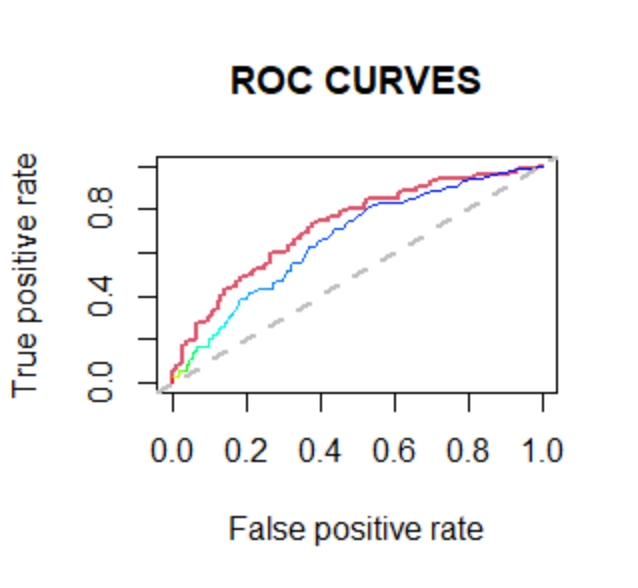 ROC CURVES
True positive rate
0.8
0.4
0.0
0.0 0.2 0.4 0.6 0.8 1.0
False positive rate